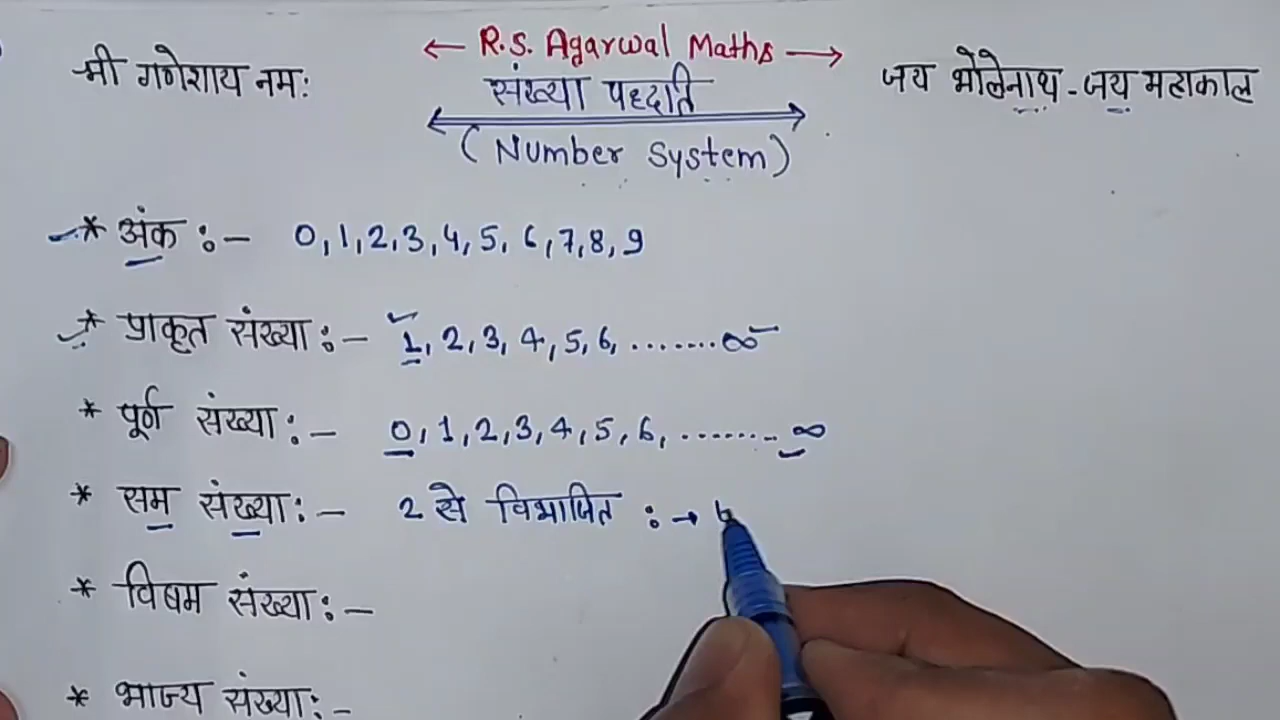 श्री गणेशाय नमः
← R.S. Agarwal Maths →
संख्या पद्धति
(Number System)
जय भोलेनाथ - जय महाकाल
* अंक :- 0, 1, 2, 3, 4, 5, 6, 7, 8, 9
* प्राकृत संख्या :- 1, 2, 3, 4, 5, 6, ....... ∞
* पूर्ण संख्या :- 0, 1, 2, 3, 4, 5, 6, ........ ∞
* सम संख्या :- 2 से विभाजित :→
* विषम संख्या :-
* भाज्य संख्या :-